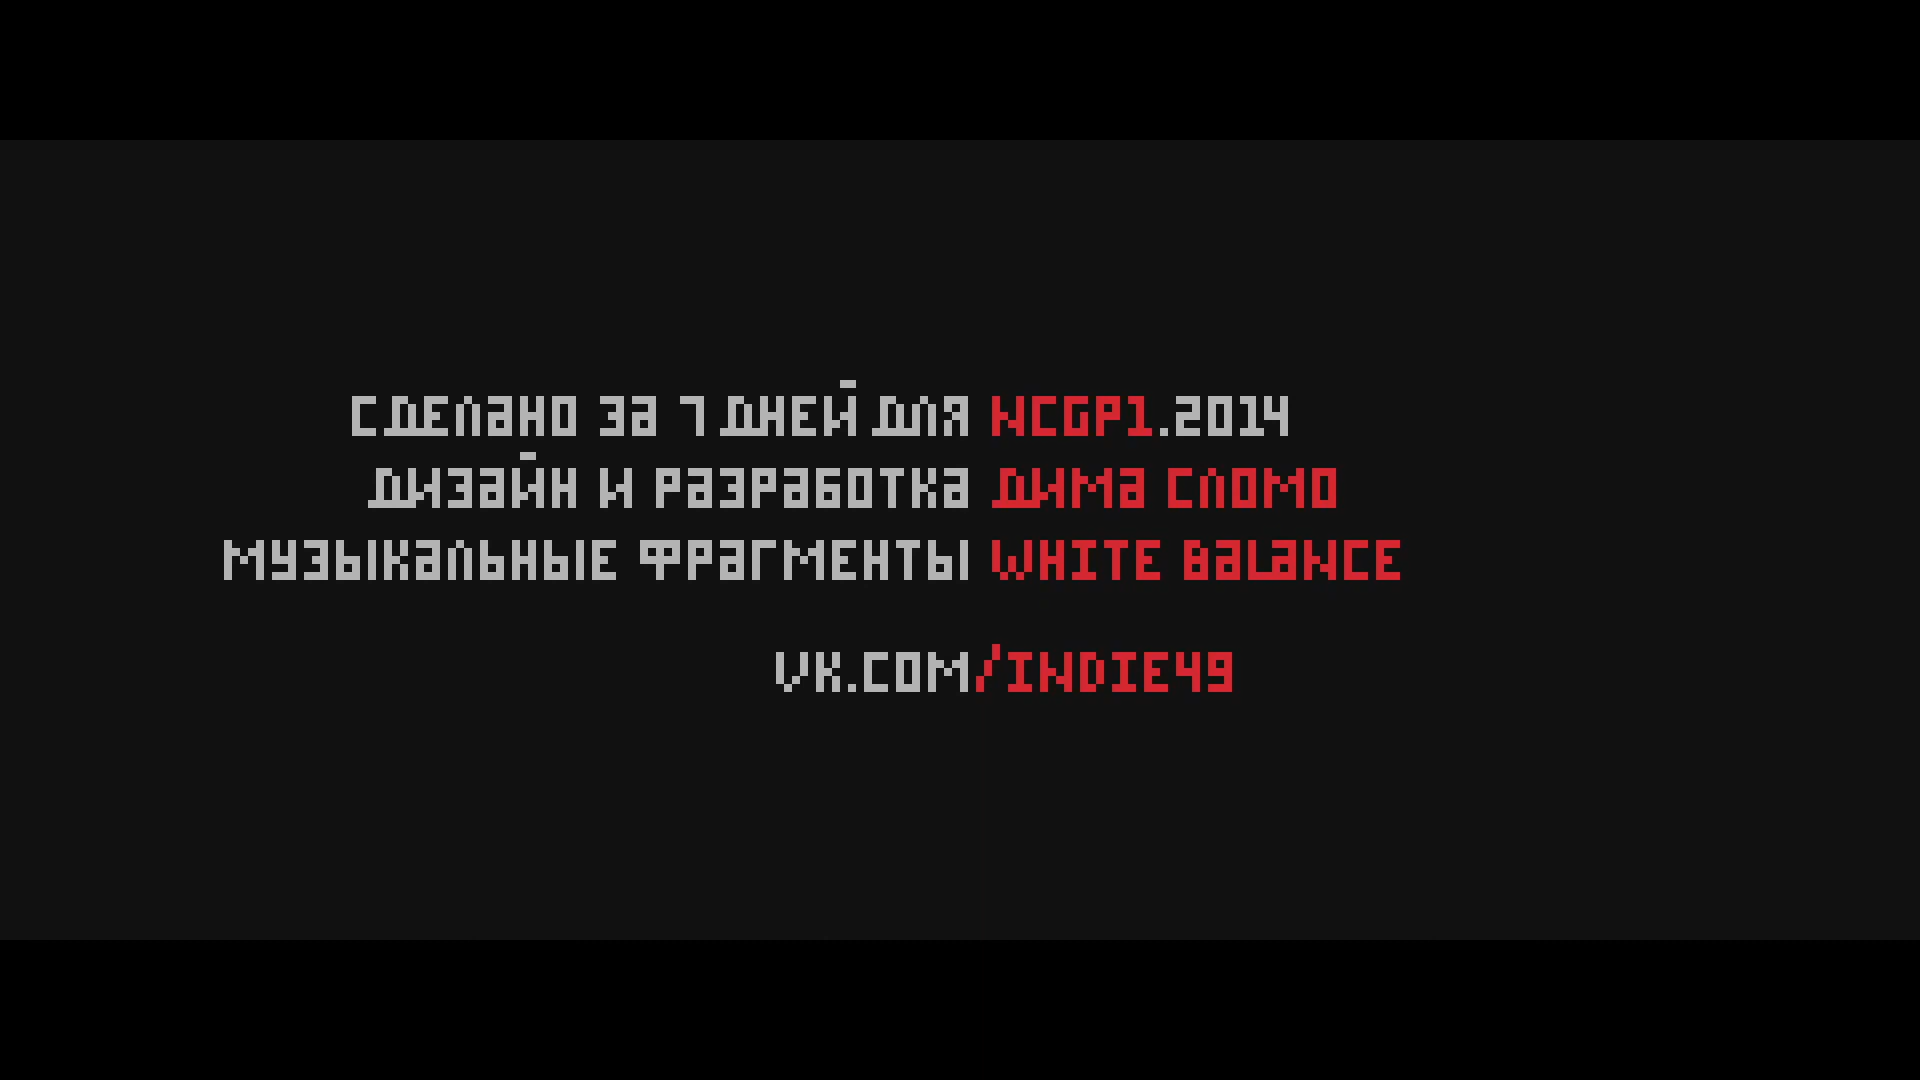 СДЕЛАНО ЗА 7 ДНЕЙ ДЛЯ NCGP1.2014
ДИЗАЙН И РАЗРАБОТКА ДИМА СЛОМО
МУЗЫКАЛЬНЫЕ ФРАГМЕНТЫ WHITE BALANCE
VK.COM/INDIE49